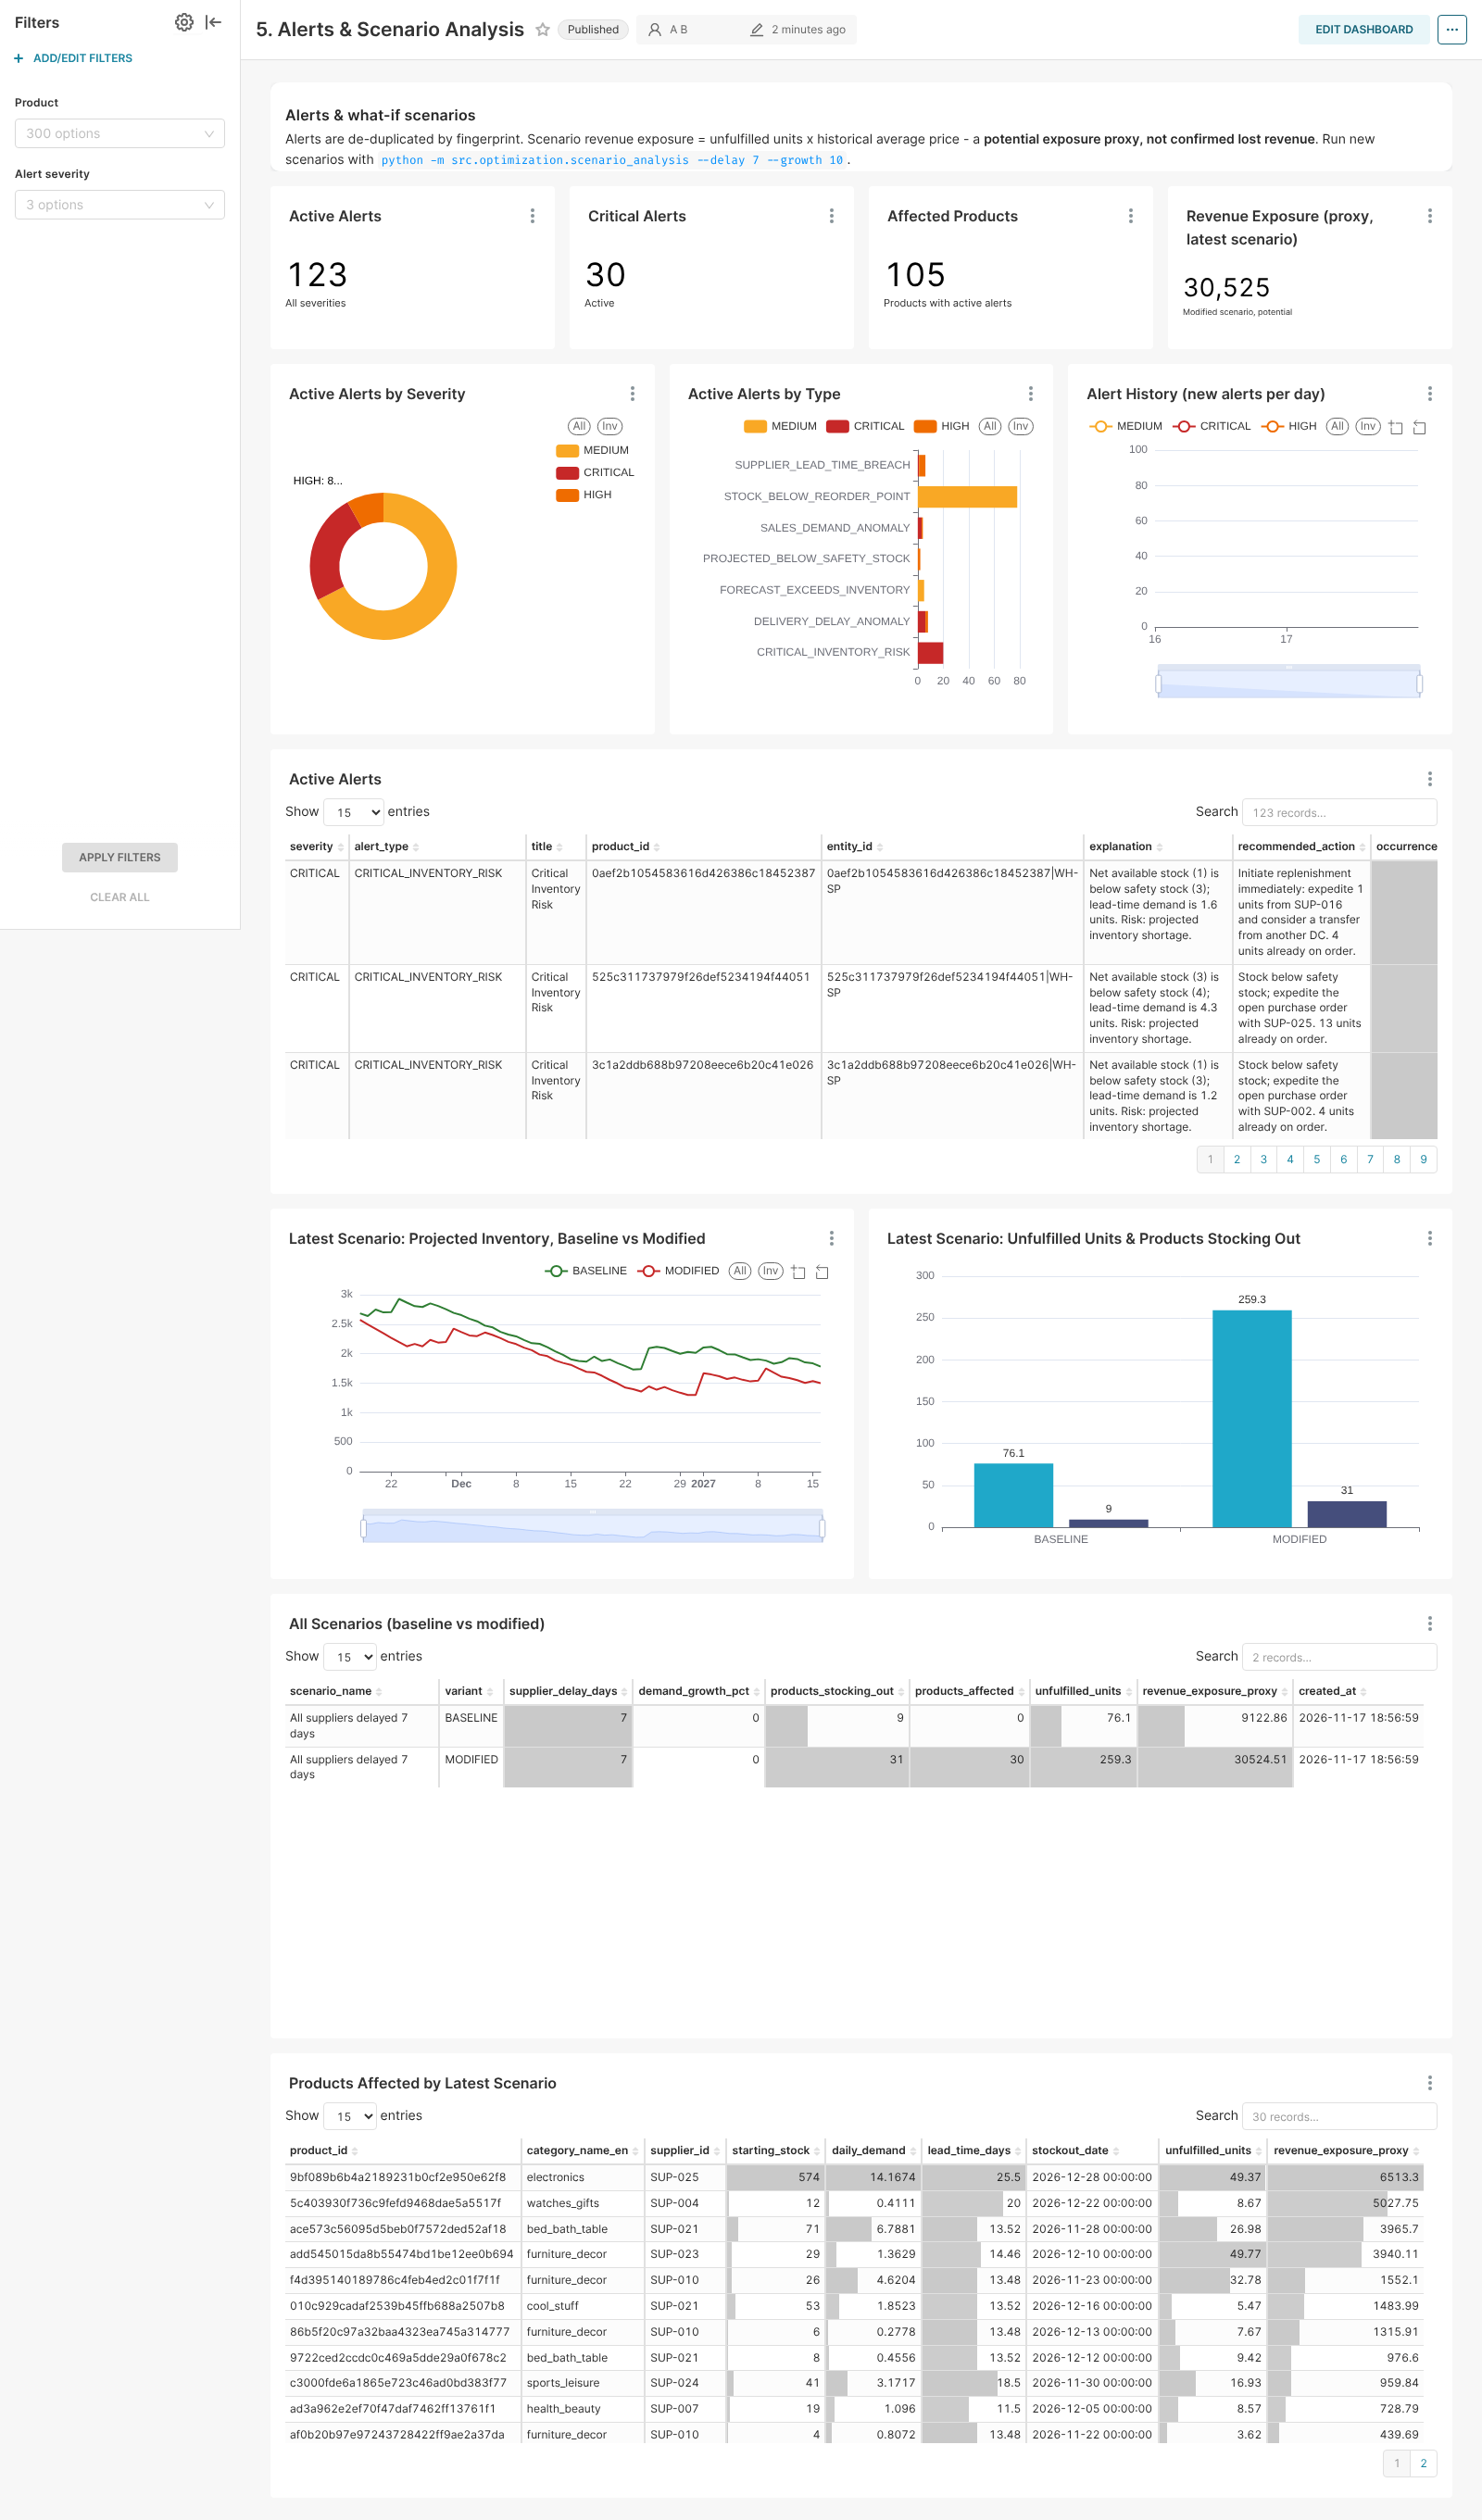 Filters
ADD/EDIT FILTERS
Product
300 options
Alert severity
3 options
APPLY FILTERS
CLEAR ALL
5. Alerts & Scenario Analysis
Published
A B
2 minutes ago
EDIT DASHBOARD
Alerts & what-if scenarios
Alerts are de-duplicated by fingerprint. Scenario revenue exposure = unfulfilled units x historical average price - a potential exposure proxy, not confirmed lost revenue. Run new
scenarios with python -m src.optimization.scenario_analysis --delay 7 --growth 10.
Active Alerts
123
All severities
Critical Alerts
30
Active
Affected Products
105
Products with active alerts
Revenue Exposure (proxy,
latest scenario)
30,525
Modified scenario, potential
Active Alerts by Severity
All Inv
MEDIUM
CRITICAL
HIGH
HIGH: 8...
Active Alerts by Type
MEDIUM CRITICAL HIGH All Inv
SUPPLIER_LEAD_TIME_BREACH
STOCK_BELOW_REORDER_POINT
SALES_DEMAND_ANOMALY
PROJECTED_BELOW_SAFETY_STOCK
FORECAST_EXCEEDS_INVENTORY
DELIVERY_DELAY_ANOMALY
CRITICAL_INVENTORY_RISK
0 20 40 60 80
Alert History (new alerts per day)
MEDIUM CRITICAL HIGH All Inv
100
80
60
40
20
0
16 17
Active Alerts
Show 15 entries
Search 123 records...
severity alert_type title product_id entity_id explanation recommended_action occurrence
CRITICAL CRITICAL_INVENTORY_RISK Critical 0aef2b1054583616d426386c18452387 0aef2b1054583616d426386c18452387|WH- Net available stock (1) is Initiate replenishment
Inventory SP below safety stock (3); immediately: expedite 1
Risk lead-time demand is 1.6 units from SUP-016
units. Risk: projected and consider a transfer
inventory shortage. from another DC. 4
units already on order.
CRITICAL CRITICAL_INVENTORY_RISK Critical 525c311737979f26def5234194f44051 525c311737979f26def5234194f44051|WH- Net available stock (3) is Stock below safety
Inventory SP below safety stock (4); stock; expedite the
Risk lead-time demand is 4.3 open purchase order
units. Risk: projected with SUP-025. 13 units
inventory shortage. already on order.
CRITICAL CRITICAL_INVENTORY_RISK Critical 3c1a2ddb688b97208eece6b20c41e026 3c1a2ddb688b97208eece6b20c41e026|WH- Net available stock (1) is Stock below safety
Inventory SP below safety stock (3); stock; expedite the
Risk lead-time demand is 1.2 open purchase order
units. Risk: projected with SUP-002. 4 units
inventory shortage. already on order.
1 2 3 4 5 6 7 8 9
Latest Scenario: Projected Inventory, Baseline vs Modified
BASELINE MODIFIED All Inv
3k
2.5k
2k
1.5k
1k
500
0
22 Dec 8 15 22 29 2027 8 15
Latest Scenario: Unfulfilled Units & Products Stocking Out
300
250
200
150
100
50
0
76.1
9
259.3
31
BASELINE MODIFIED
All Scenarios (baseline vs modified)
Show 15 entries
Search 2 records...
scenario_name variant supplier_delay_days demand_growth_pct products_stocking_out products_affected unfulfilled_units revenue_exposure_proxy created_at
All suppliers delayed 7 BASELINE 7 0 9 0 76.1 9122.86 2026-11-17 18:56:59
days
All suppliers delayed 7 MODIFIED 7 0 31 30 259.3 30524.51 2026-11-17 18:56:59
days
Products Affected by Latest Scenario
Show 15 entries
Search 30 records...
product_id category_name_en supplier_id starting_stock daily_demand lead_time_days stockout_date unfulfilled_units revenue_exposure_proxy
9bf089b6b4a2189231b0cf2e950e62f8 electronics SUP-025 574 14.1674 25.5 2026-12-28 00:00:00 49.37 6513.3
5c403930f736c9fefd9468dae5a5517f watches_gifts SUP-004 12 0.4111 20 2026-12-22 00:00:00 8.67 5027.75
ace573c56095d5beb0f7572ded52af18 bed_bath_table SUP-021 71 6.7881 13.52 2026-11-28 00:00:00 26.98 3965.7
add545015da8b55474bd1be12ee0b694 furniture_decor SUP-023 29 1.3629 14.46 2026-12-10 00:00:00 49.77 3940.11
f4d395140189786c4feb4ed2c01f7f1f furniture_decor SUP-010 26 4.6204 13.48 2026-11-23 00:00:00 32.78 1552.1
010c929cadaf2539b45ffb688a2507b8 cool_stuff SUP-021 53 1.8523 13.52 2026-12-16 00:00:00 5.47 1483.99
86b5f20c97a32baa4323ea745a314777 furniture_decor SUP-010 6 0.2778 13.48 2026-12-13 00:00:00 7.67 1315.91
9722ced2ccdc0c469a5dde29a0f678c2 bed_bath_table SUP-021 8 0.4556 13.52 2026-12-12 00:00:00 9.42 976.6
c3000fde6a1865e723c46ad0bd383f77 sports_leisure SUP-024 41 3.1717 18.5 2026-11-30 00:00:00 16.93 959.84
ad3a962e2ef70f47daf7462ff13761f1 health_beauty SUP-007 19 1.096 11.5 2026-12-05 00:00:00 8.57 728.79
af0b20b97e97243728422ff9ae2a37da furniture_decor SUP-010 4 0.8072 13.48 2026-11-22 00:00:00 3.62 439.69
1 2